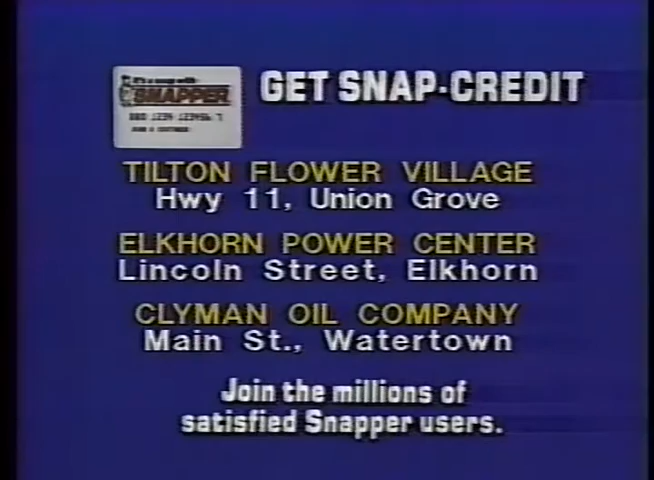 SNAPPER
GET SNAP-CREDIT
TILTON FLOWER VILLAGE
Hwy 11, Union Grove
ELKHORN POWER CENTER
Lincoln Street, Elkhorn
CLYMAN OIL COMPANY
Main St., Watertown
Join the millions of
satisfied Snapper users.